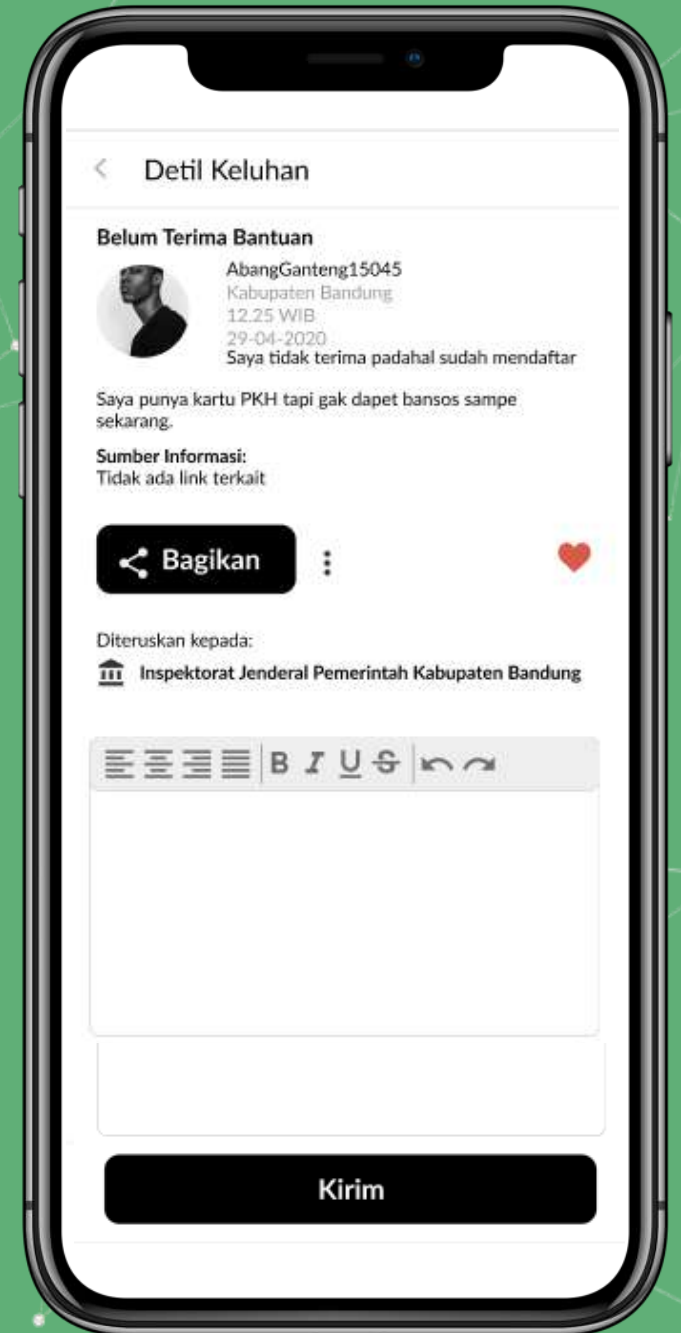 Detil Keluhan
Belum Terima Bantuan
AbangGanteng15045
Kabupaten Bandung
12.25 WIB
29-04-2020
Saya tidak terima padahal sudah mendaftar
Saya punya kartu PKH tapi gak dapet bansos sampe
sekarang.
Sumber Informasi:
Tidak ada link terkait
Bagikan
Diteruskan kepada:
Inspektorat Jenderal Pemerintah Kabupaten Bandung
B I U S
Kirim